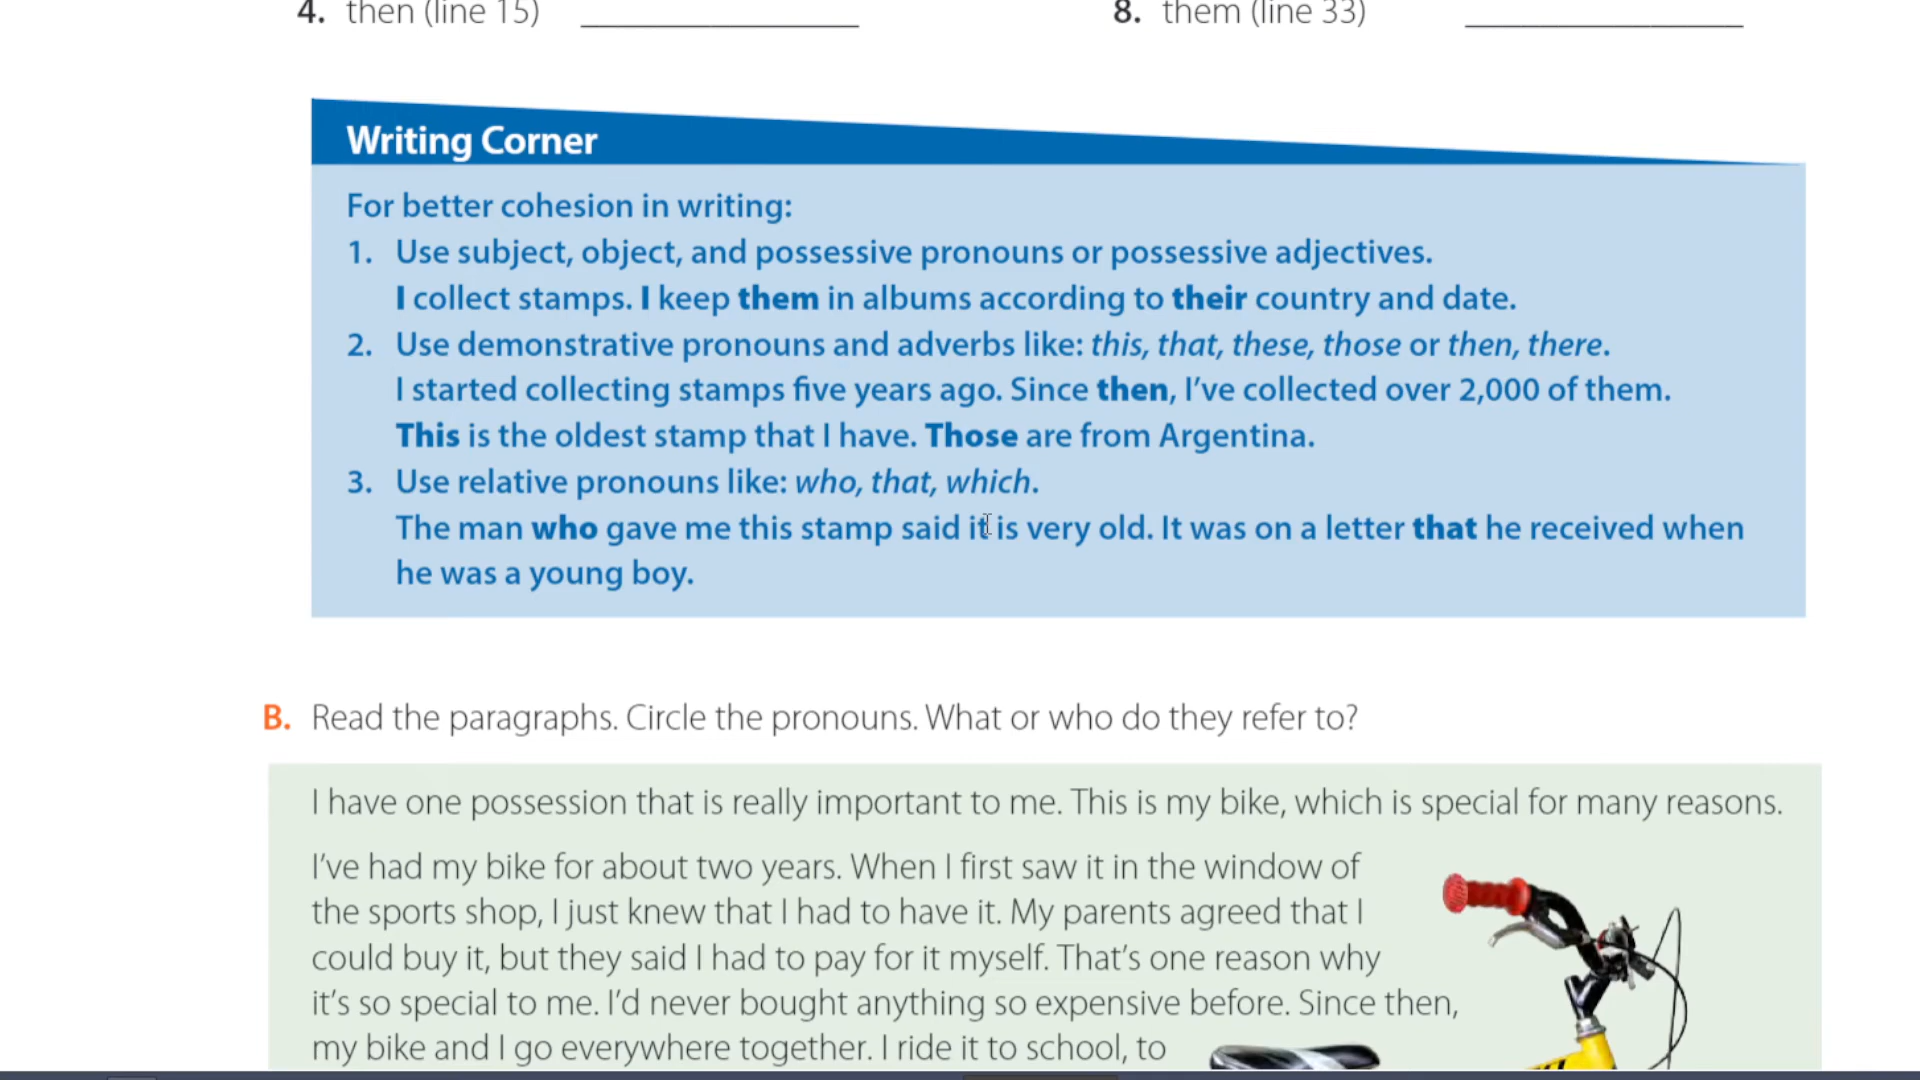 4. then (line 15) ____________________
8. them (line 33) ____________________
Writing Corner
For better cohesion in writing:
1. Use subject, object, and possessive pronouns or possessive adjectives.
I collect stamps. I keep them in albums according to their country and date.
2. Use demonstrative pronouns and adverbs like: this, that, these, those or then, there.
I started collecting stamps five years ago. Since then, I've collected over 2,000 of them.
This is the oldest stamp that I have. Those are from Argentina.
3. Use relative pronouns like: who, that, which.
The man who gave me this stamp said it is very old. It was on a letter that he received when
he was a young boy.
B. Read the paragraphs. Circle the pronouns. What or who do they refer to?
I have one possession that is really important to me. This is my bike, which is special for many reasons.
I've had my bike for about two years. When I first saw it in the window of
the sports shop, I just knew that I had to have it. My parents agreed that I
could buy it, but they said I had to pay for it myself. That's one reason why
it's so special to me. I'd never bought anything so expensive before. Since then,
my bike and I go everywhere together. I ride it to school, to